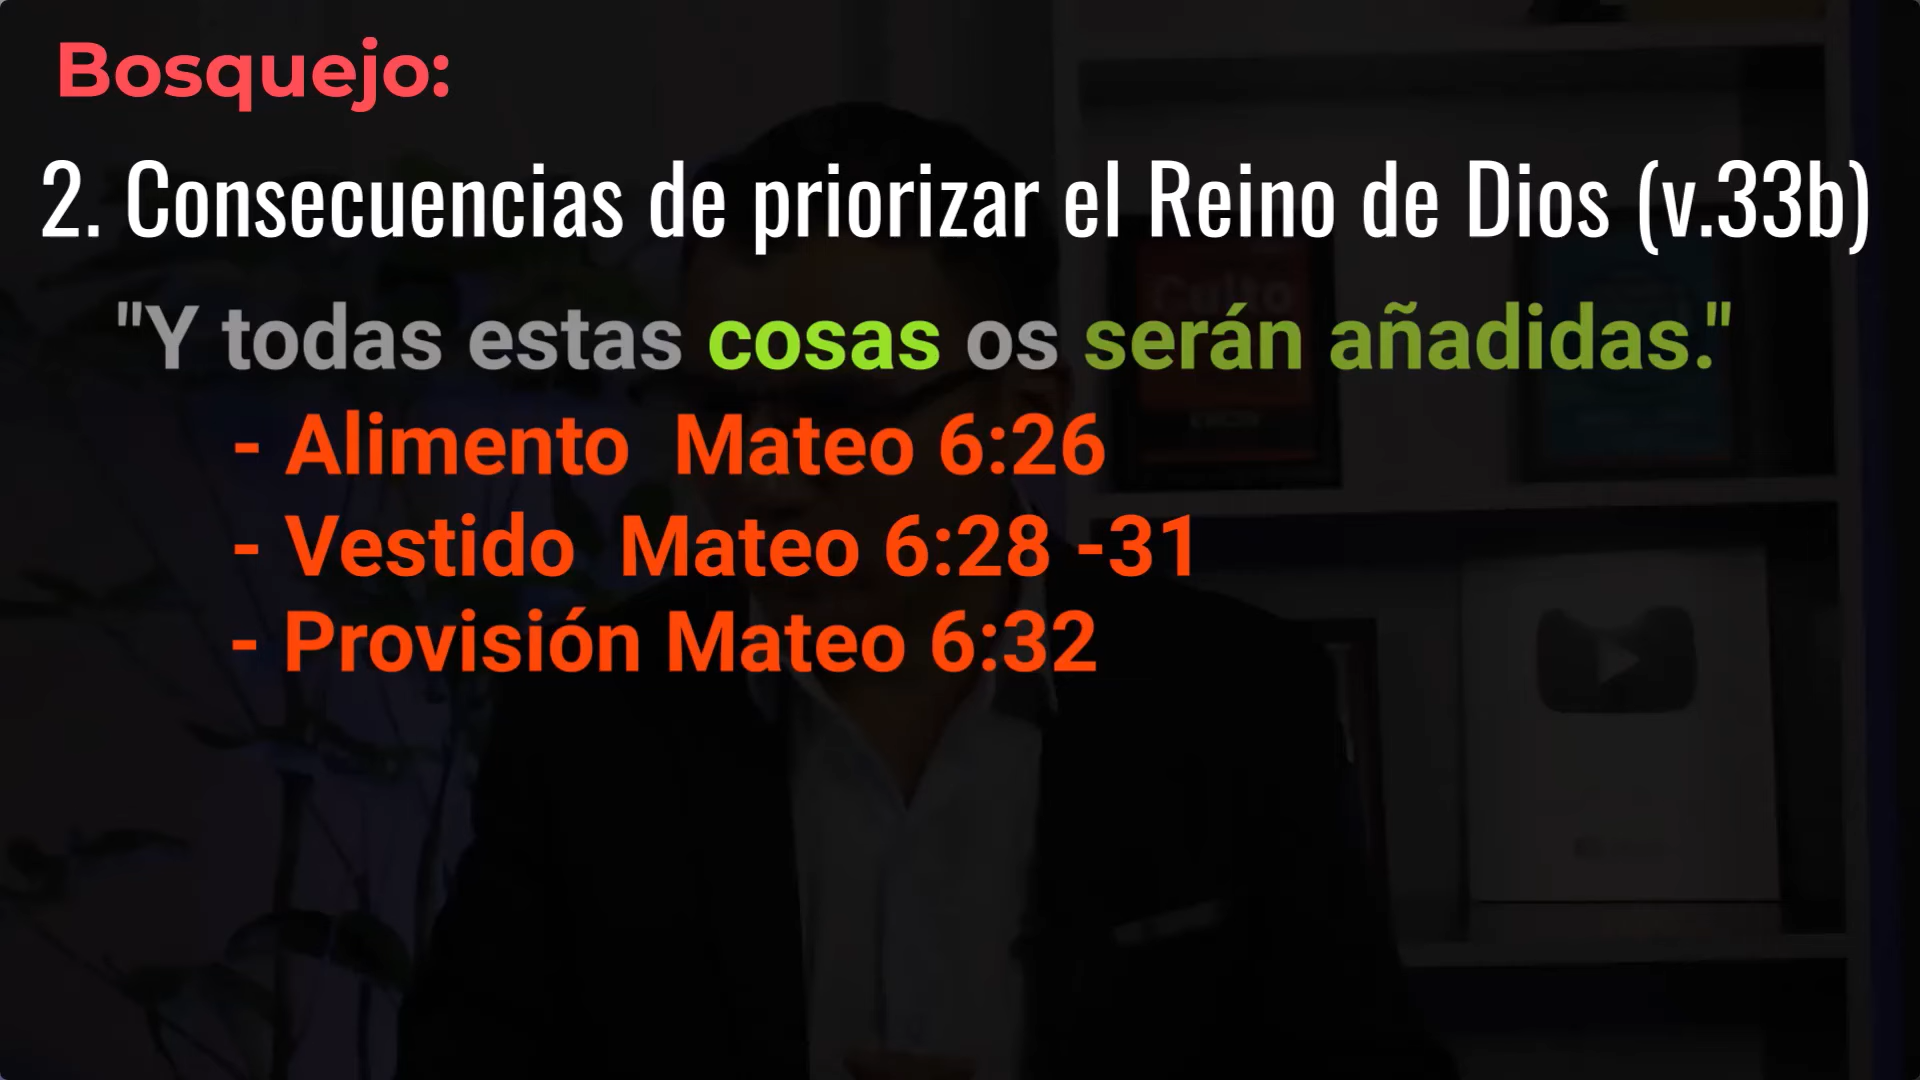 Bosquejo:
2. Consecuencias de priorizar el Reino de Dios (v.33b)
"Y todas estas cosas os serán añadidas."
- Alimento Mateo 6:26
- Vestido Mateo 6:28 -31
- Provisión Mateo 6:32
Culto